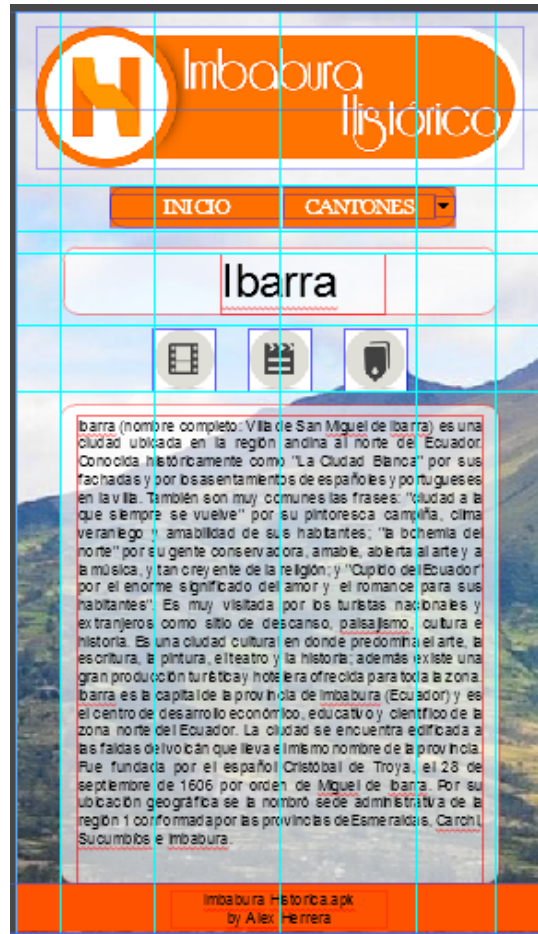 Imbabura
Histórico
INICIO CANTONES
Ibarra
Ibarra (nombre completo: Villa de San Miguel de Ibarra) es una
ciudad ubicada en la región andina al norte de Ecuador.
Conocida históricamente como "La Ciudad Blanca" por sus
fachadas y por los asentamientos de españoles y portugueses
en la villa. También son muy comunes las frases: "ciudad a la
que siempre se vuelve" por su pintoresca campiña, clima
veraniego y amabilidad de sus habitantes; "la bohemia del
norte" por su gente conservadora, amable, abierta al arte y a
la música, y tan creyente de la religión; y "Cupido del Ecuador"
por el enorme significado del amor y el romance para sus
habitantes". Es muy visitada por los turistas nacionales y
extranjeros como sitio de descanso, paisajismo, cultura e
historia. Es una ciudad cultural en donde predomina el arte, la
escritura, la pintura, el teatro y la historia; además existe una
gran producción turística y hotelera ofrecida para toda la zona.
Ibarra es la capital de la provincia de Imbabura (Ecuador) y es
el centro de desarrollo económico, educativo y científico de la
zona norte del Ecuador. La ciudad se encuentra edificada a
las faldas del volcán que lleva el mismo nombre de la provincia.
Fue fundada por el español Cristóbal de Troya, el 28 de
septiembre de 1606 por orden de Miguel de Ibarra. Por su
ubicación geográfica se la nombró sede administrativa de la
región 1 conformada por las provincias de Esmeraldas, Carchi,
Sucumbíos e Imbabura.
Imbabura Historica.apk
by Alex Herrera